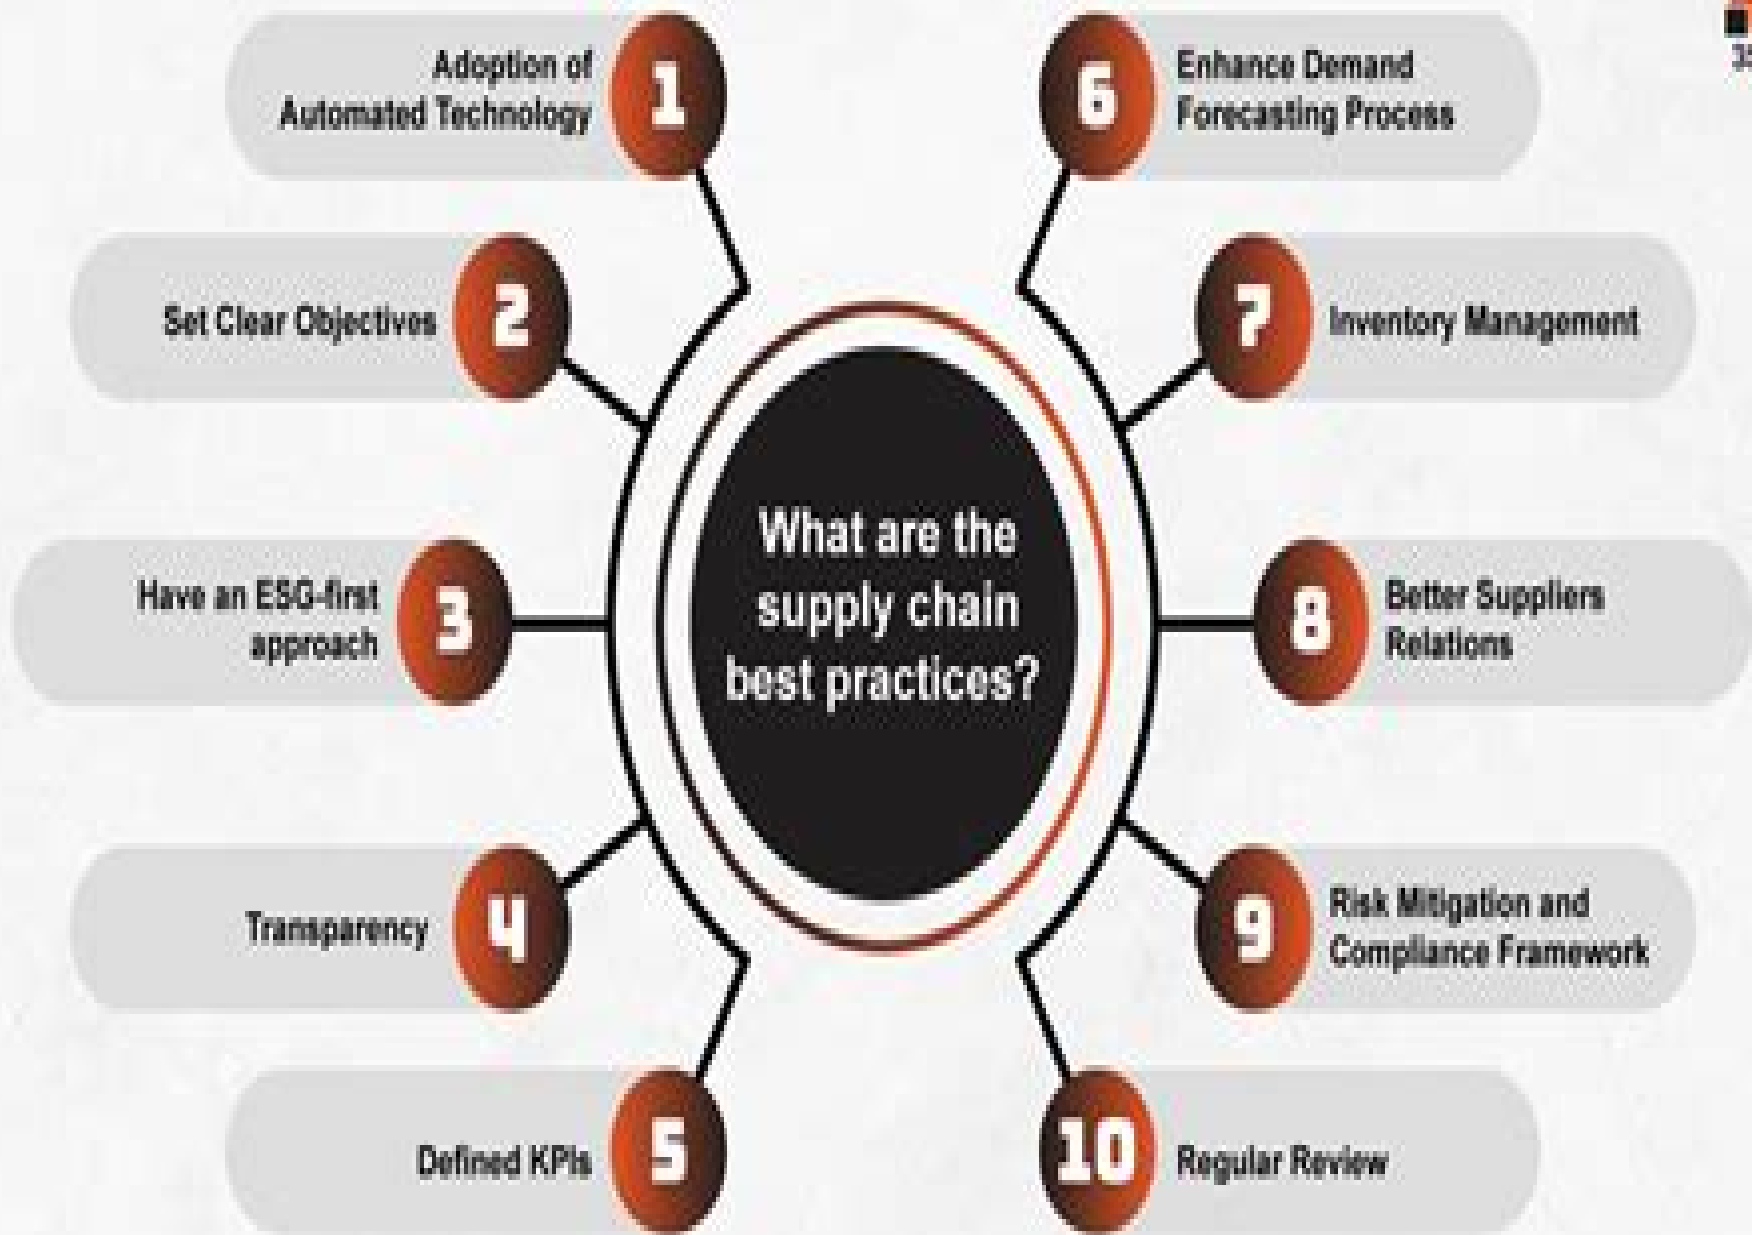 Adoption of
Automated Technology
1
2
Set Clear Objectives
3
Have an ESG-first
approach
4
Transparency
5
Defined KPIs
What are the
supply chain
best practices?
6
Enhance Demand
Forecasting Process
7
Inventory Management
8
Better Suppliers
Relations
9
Risk Mitigation and
Compliance Framework
10
Regular Review